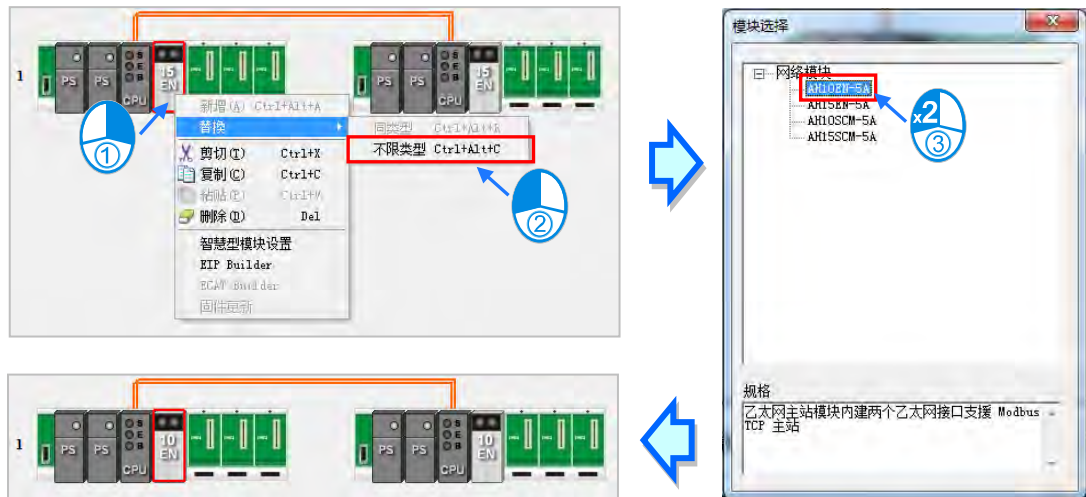 1
PS
PS
S
E
B
CPU
15
EN
PS
PS
S
E
B
CPU
15
EN
新增(A) Ctrl+Alt+A
替换
剪切(T) Ctrl+X
复制(C) Ctrl+C
粘贴(P) Ctrl+V
删除(D) Del
智慧型模块设置
EIP Builder
ECAT Builder
固件更新
同类型 Ctrl+Alt+R
不限类型 Ctrl+Alt+C
①
②
模块选择
网络模块
AH10EN-5A
AH15EN-5A
AH10SCM-5A
AH15SCM-5A
x2
③
规格
乙太网主站模块内建两个乙太网接口支援 Modbus
TCP 主站
1
PS
PS
S
E
B
CPU
10
EN
PS
PS
S
E
B
CPU
10
EN